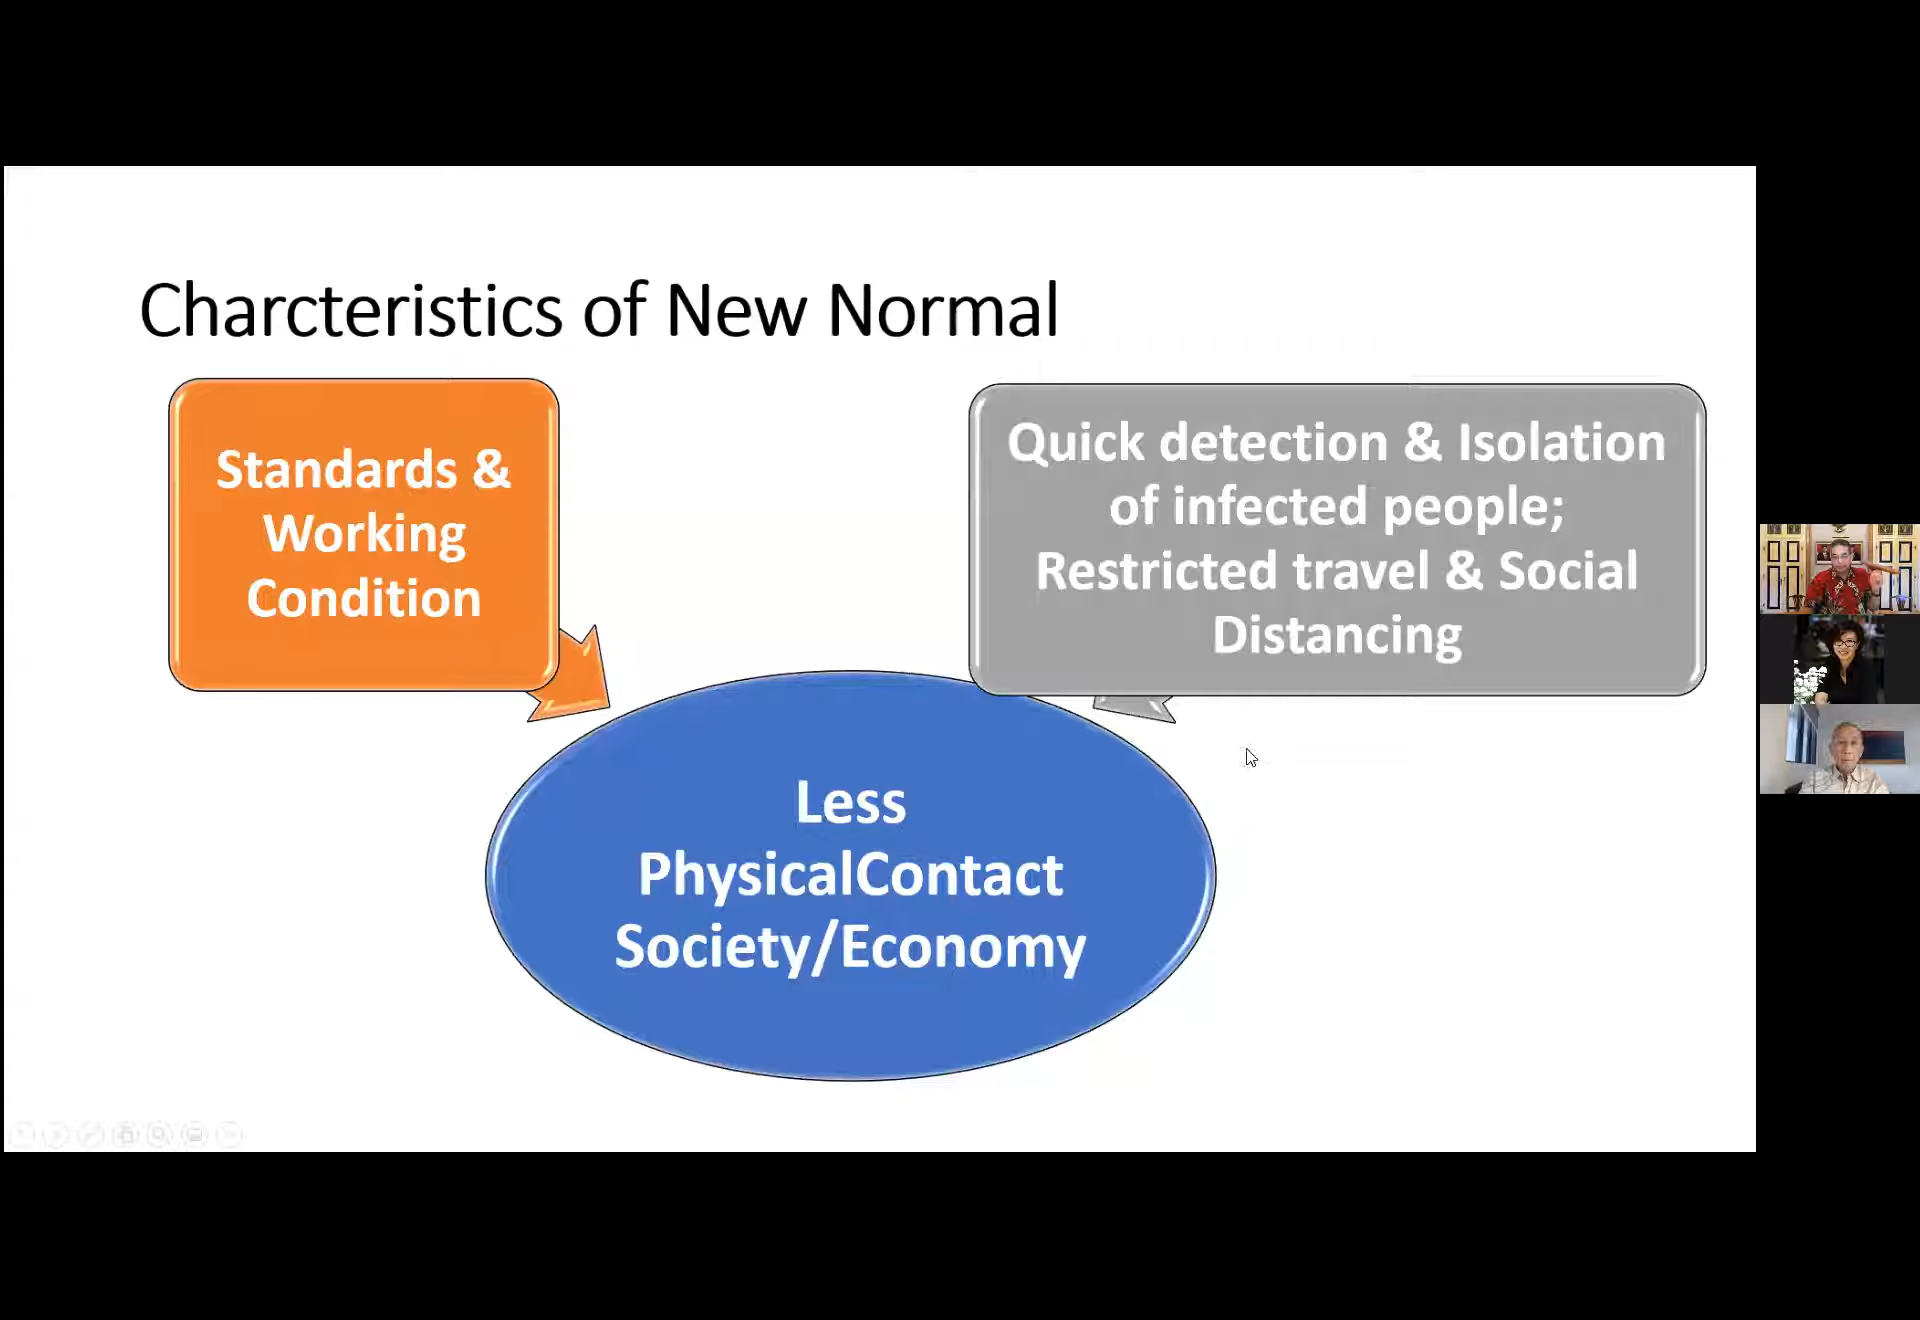 Charcteristics of New Normal
Standards &
Working
Condition
Quick detection & Isolation
of infected people;
Restricted travel & Social
Distancing
Less
PhysicalContact
Society/Economy